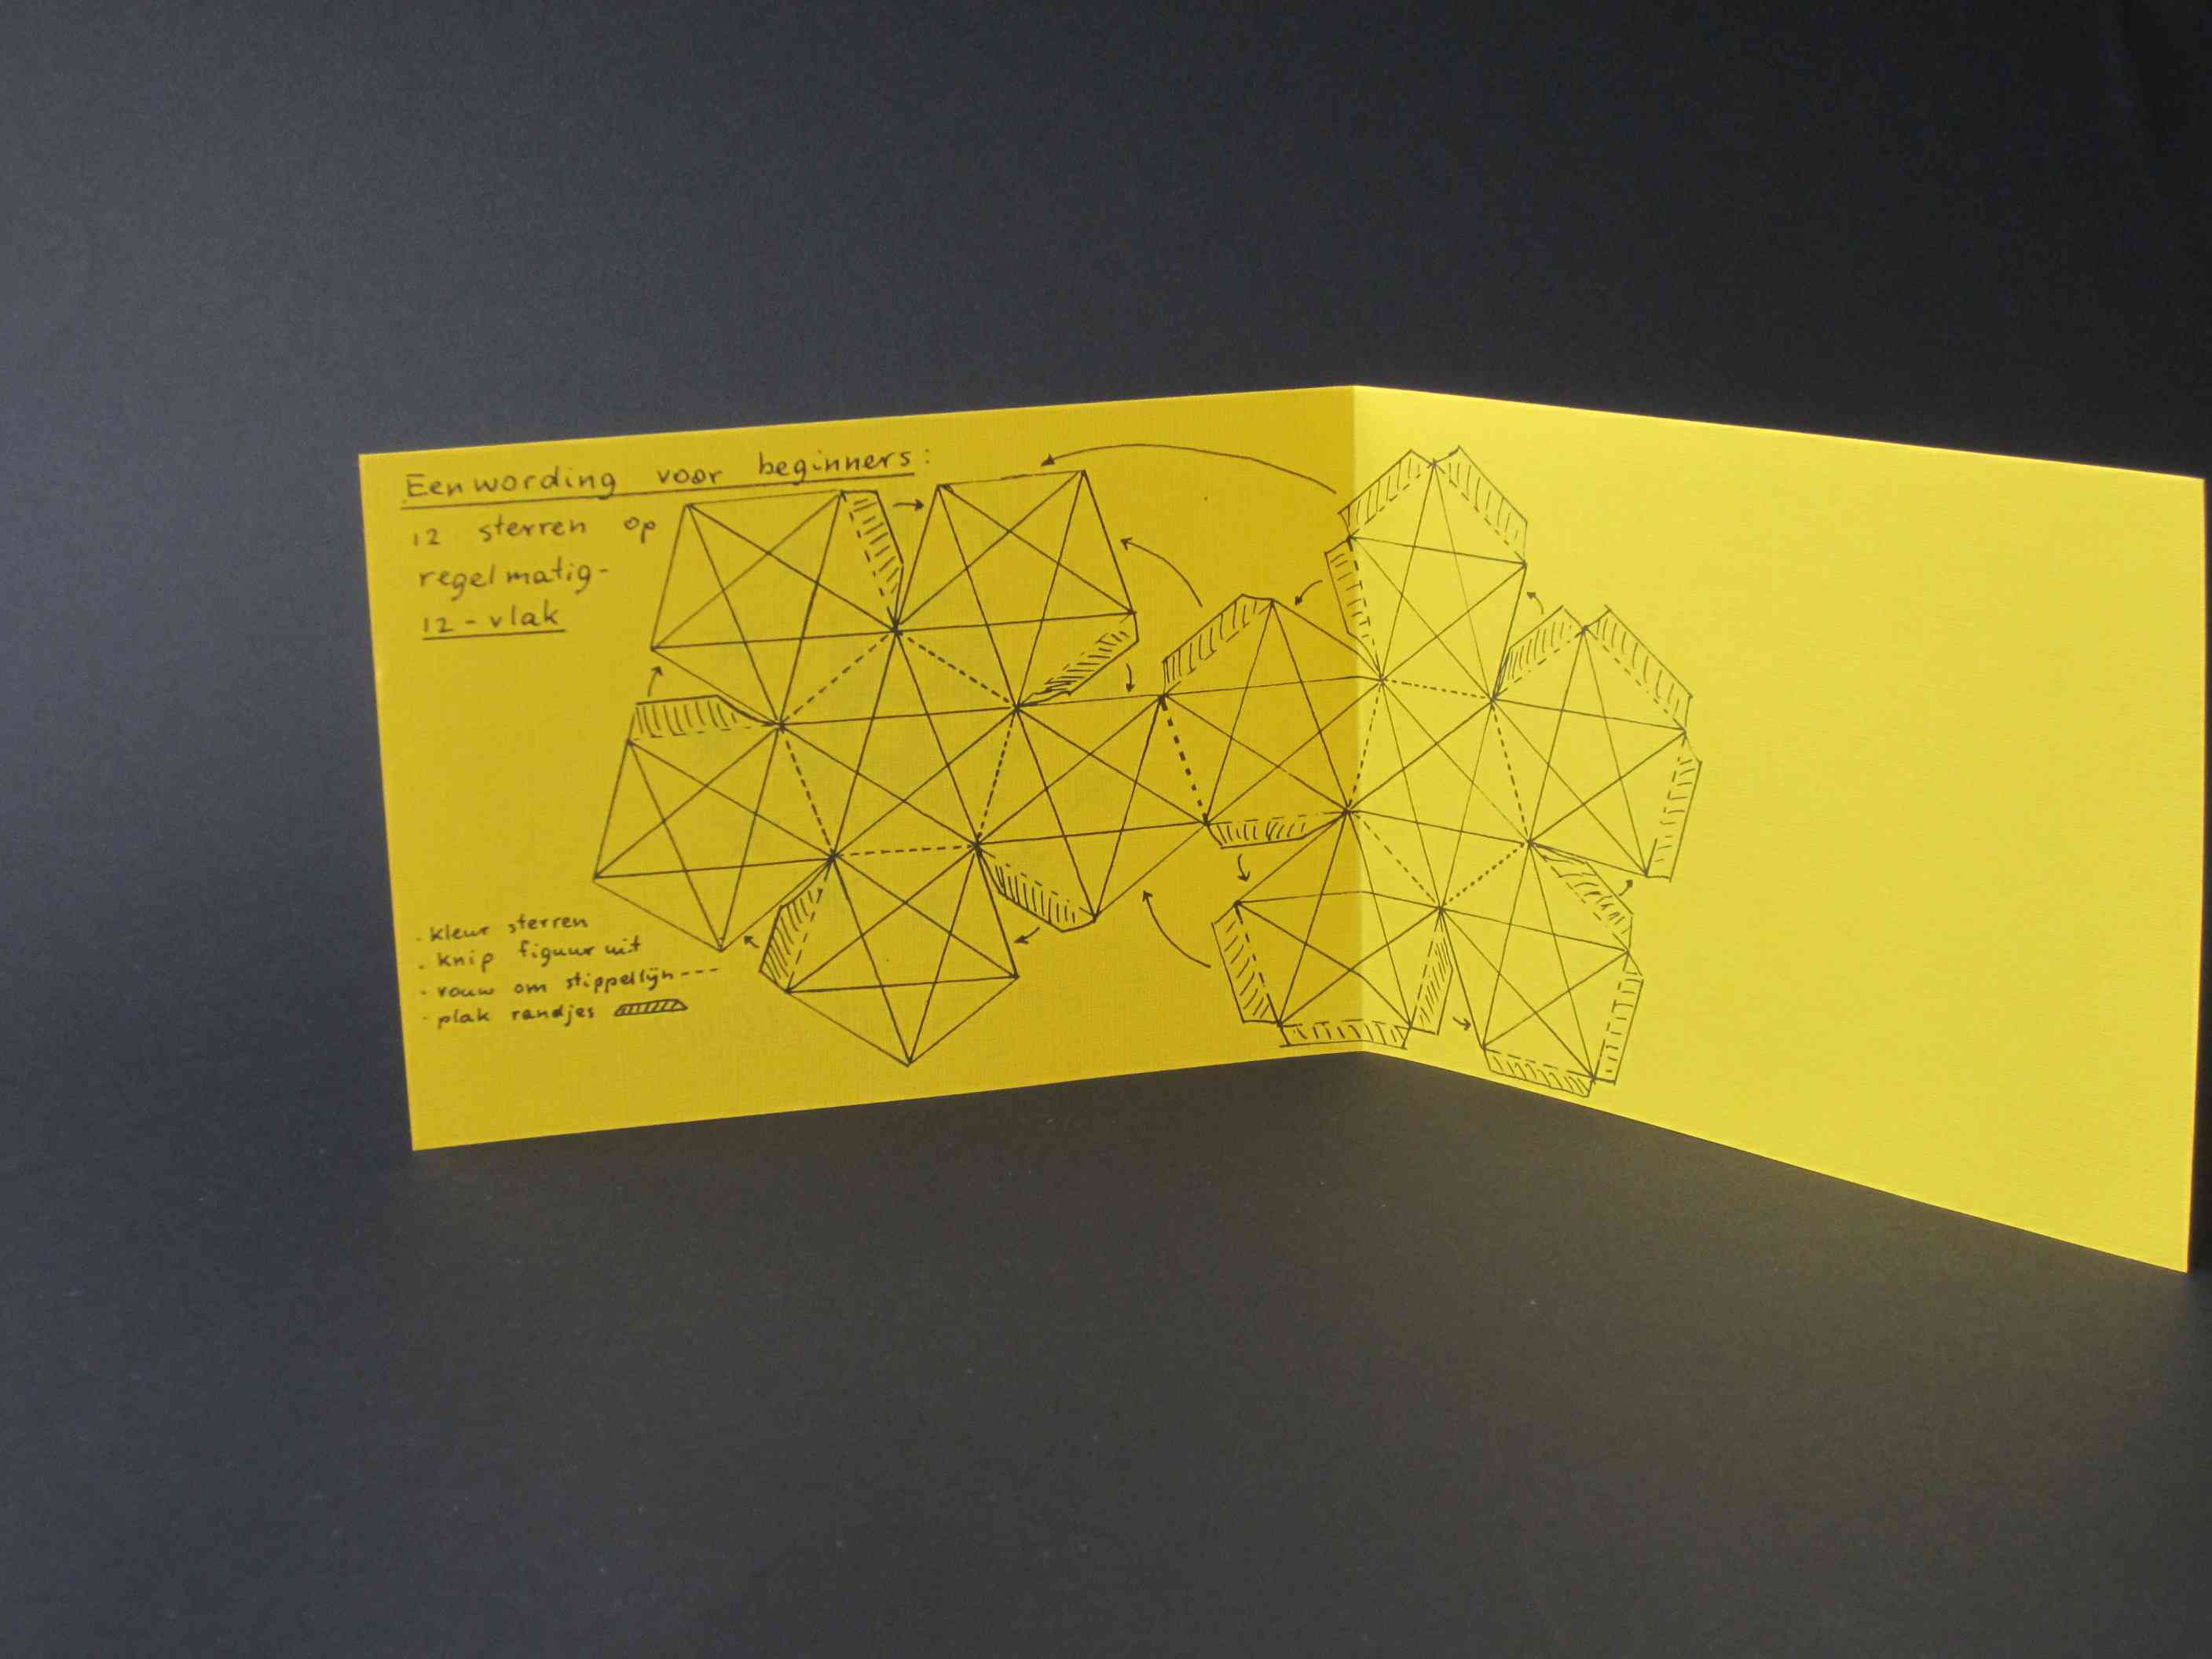 Eenwording voor beginners:
12 sterren op
regelmatig-
12-vlak
· kleur sterren
· knip figuur uit
· vouw om stippellijn ---
· plak randjes